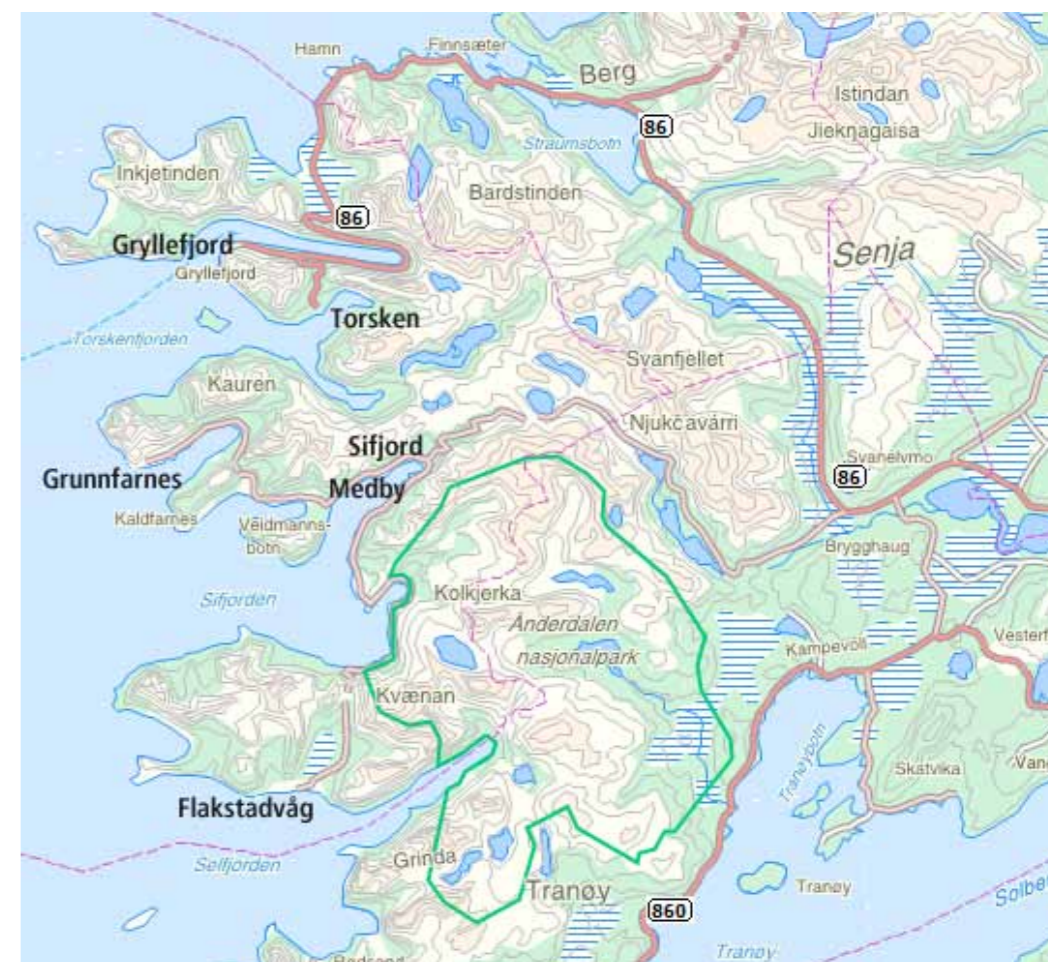 Hamn
Finnsæter
Berg
Istindan
86
Jieknagaisa
Straumsbotn
Inkjetinden
Bardstinden
86
Gryllefjord
Senja
Gryllefjord
Torsken
Torskenfjorden
Svanfjellet
Kauren
Njukčavárri
Sifjord
Svanelvmo
Grunnfarnes
Medby
86
Kaldfarnes
Veidmanns-
botn
Brygghaug
Sifjorden
Kolkjerka
Ånderdalen
nasjonalpark
Kampevoll
Vesterf
Kvænan
Tranøybotn
Skatvika
Vang
Flakstadvåg
Selfjorden
Grinda
Tranøy
Tranøy
Solbe
860
Tranøy